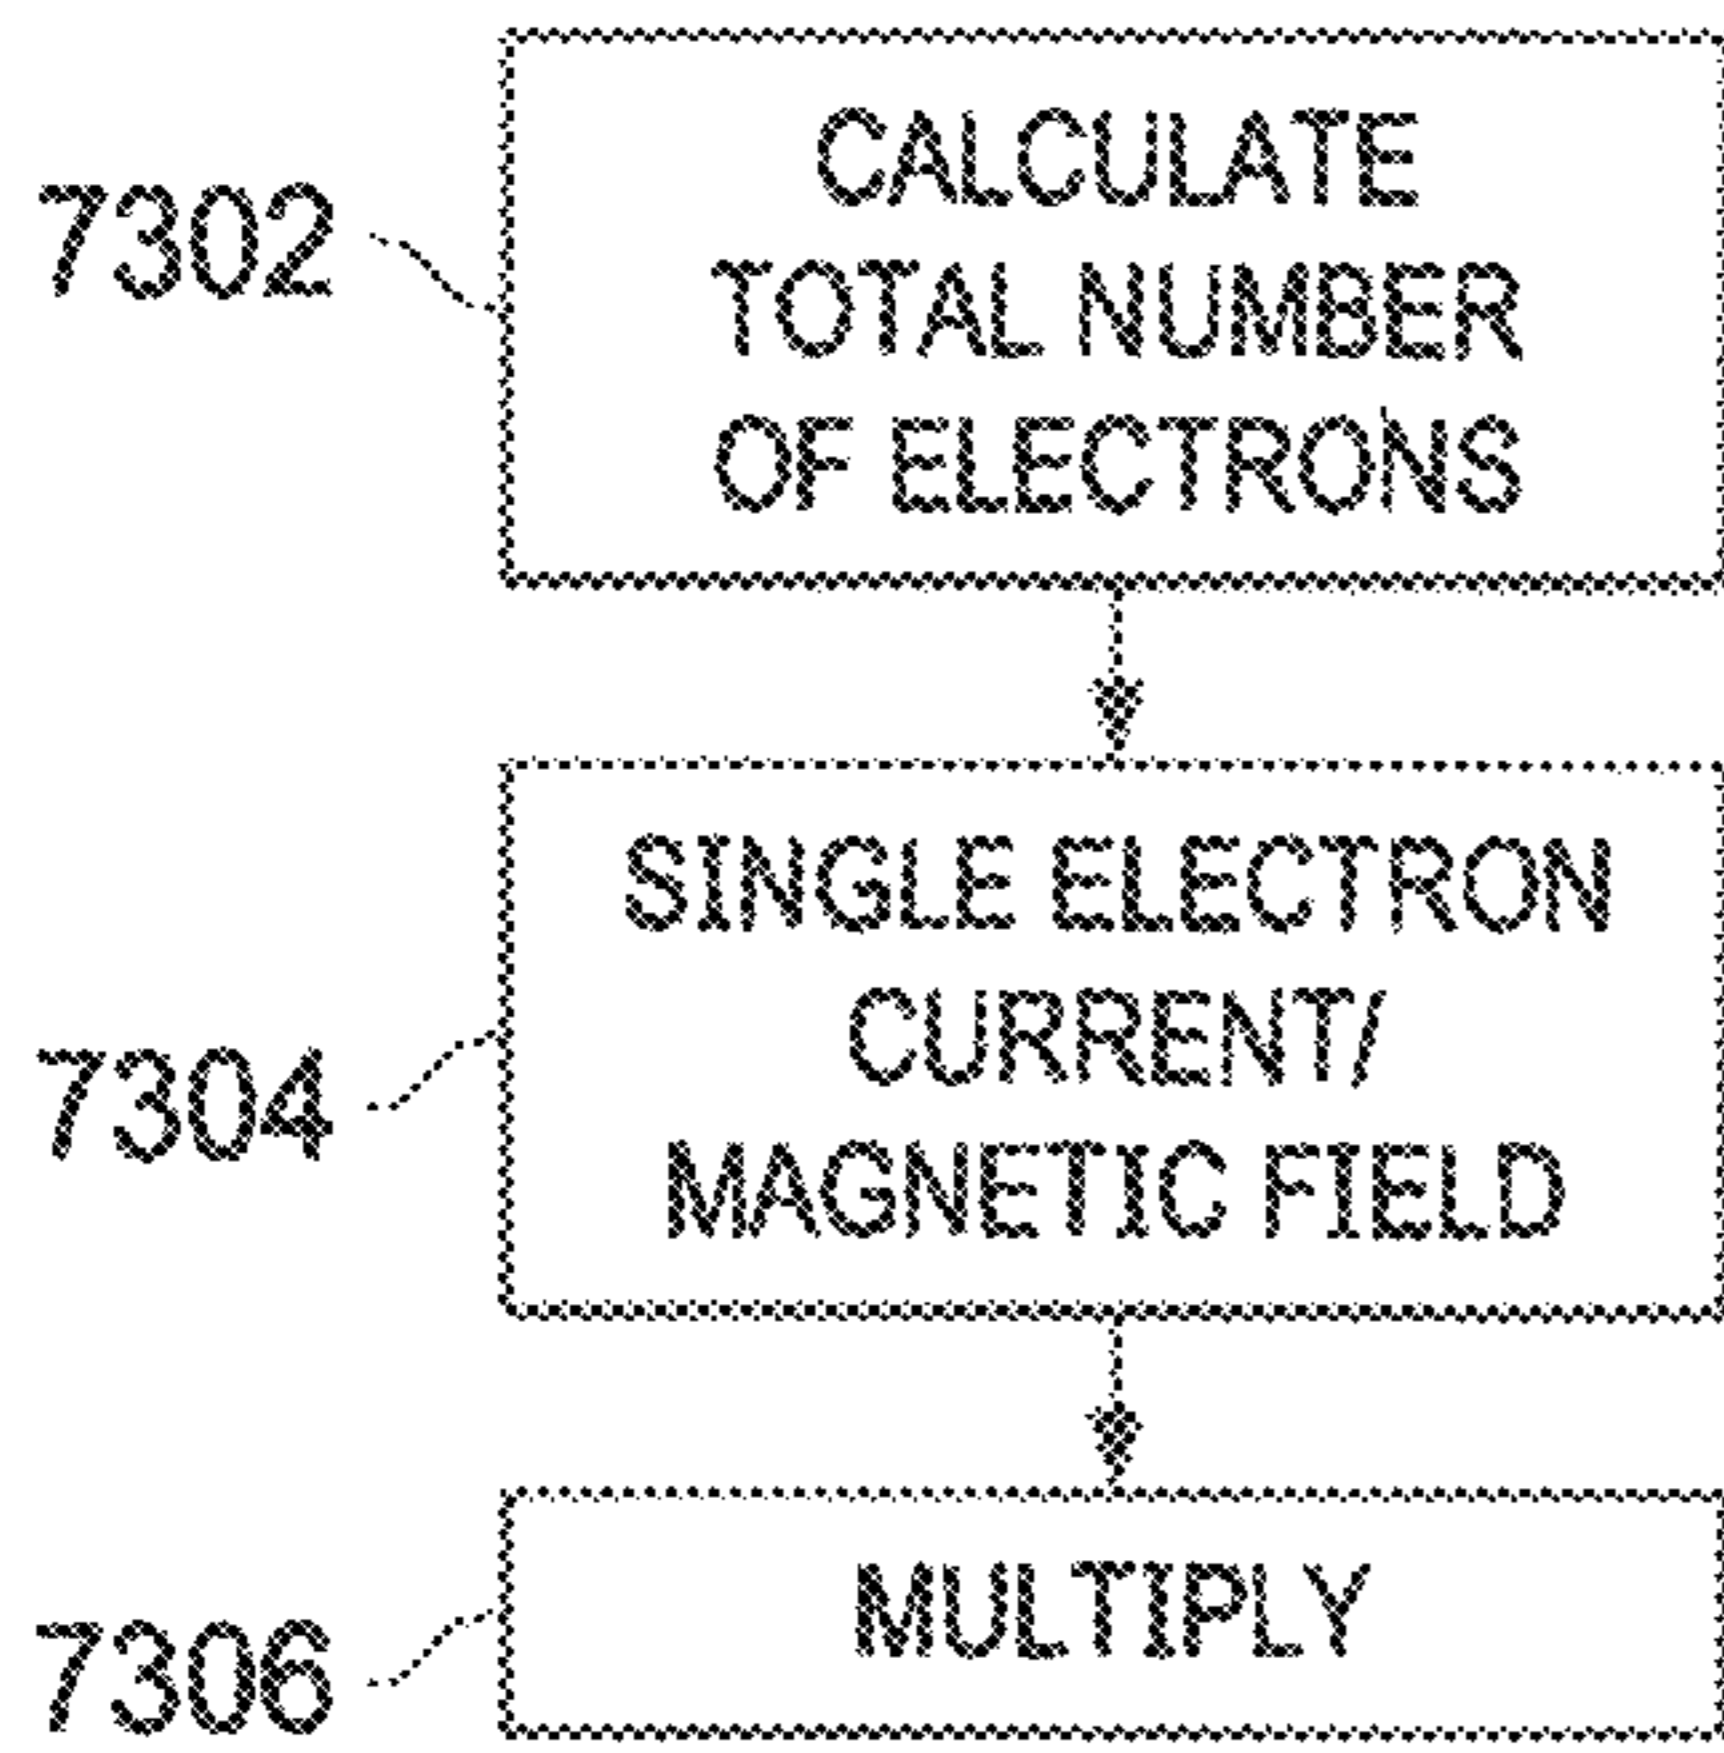 7302
CALCULATE
TOTAL NUMBER
OF ELECTRONS
7304
SINGLE ELECTRON
CURRENT/
MAGNETIC FIELD
7306
MULTIPLY